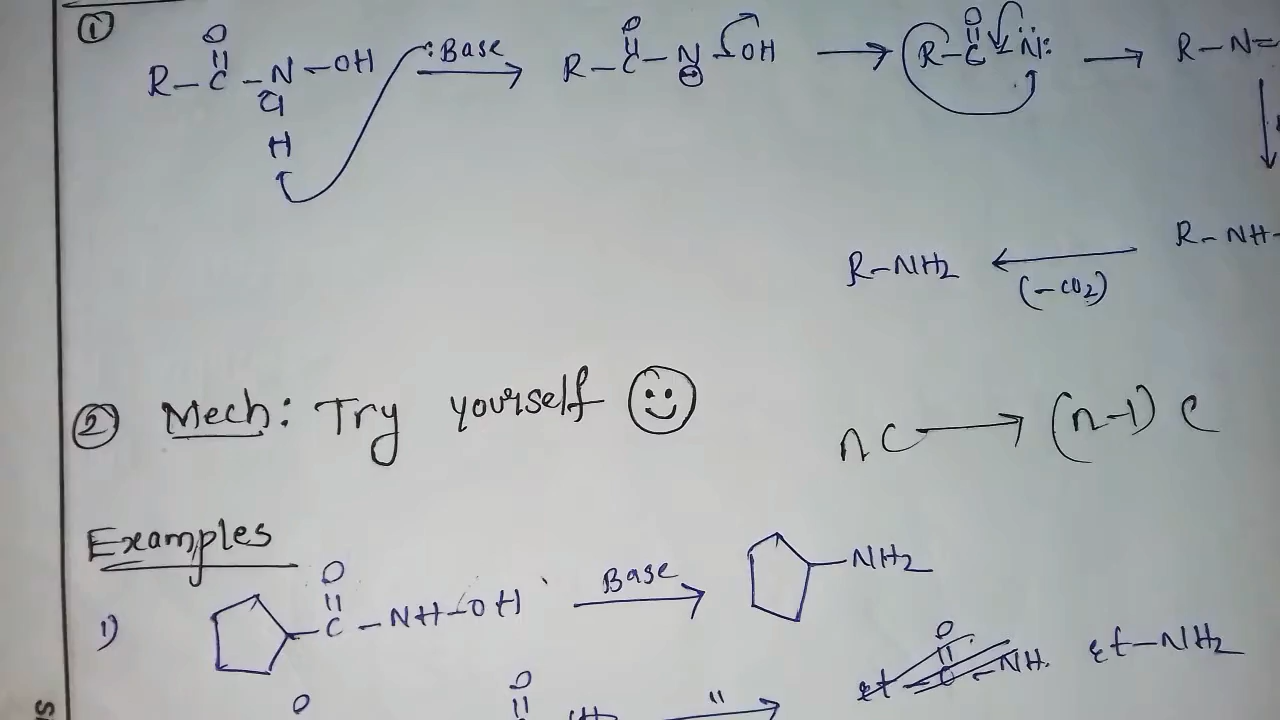 ①
O O O
R–C–N–OH :Base R–C–N–OH → R–C–N: → R–N=
H
R–NH2 ← R–NH–
(–CO2)
② Mech: Try yourself
nC → (n–1) C
Examples
O
1) C–NH–OH Base → NH2
O
Et C–NH Et–NH2
O O " →